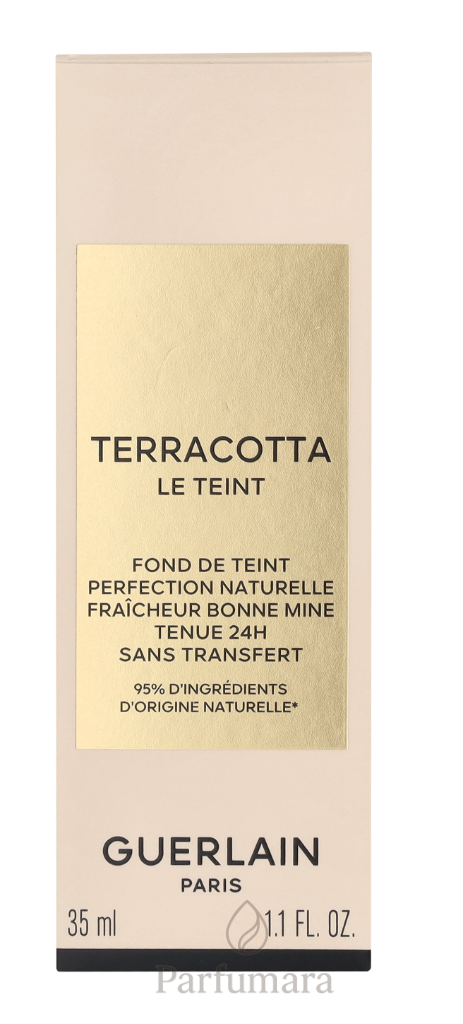 TERRACOTTA
LE TEINT
FOND DE TEINT
PERFECTION NATURELLE
FRAÎCHEUR BONNE MINE
TENUE 24H
SANS TRANSFERT
95% D'INGRÉDIENTS
D'ORIGINE NATURELLE*
GUERLAIN
PARIS
35 ml 1.1 FL. OZ.
Parfumara